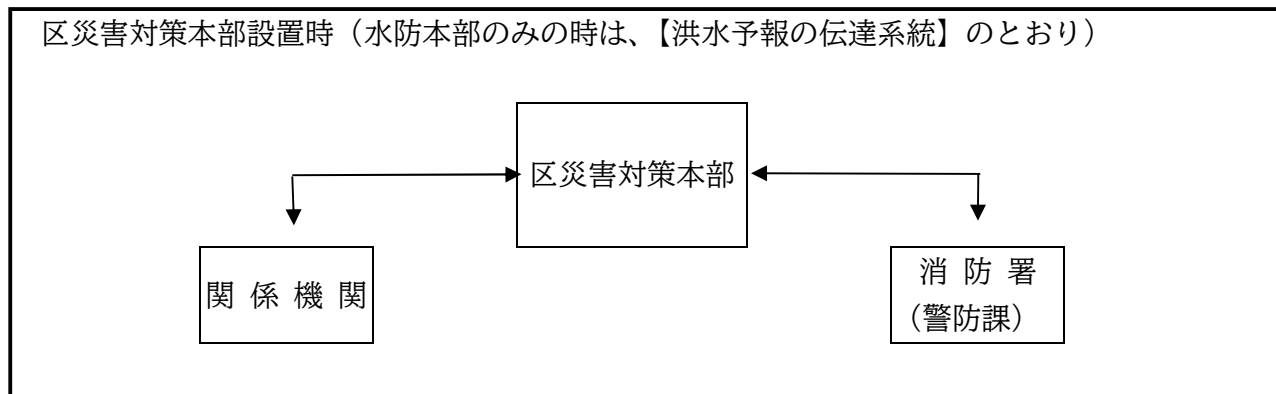 区災害対策本部設置時（水防本部のみの時は、【洪水予報の伝達系統】のとおり）
区災害対策本部
関 係 機 関
消 防 署
（警防課）